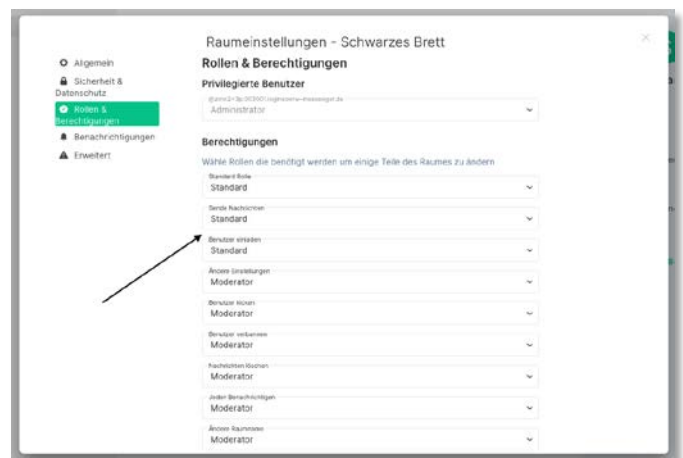 Raumeinstellungen - Schwarzes Brett
Allgemein
Sicherheit &
Datenschutz
Rollen &
Berechtigungen
Benachrichtigungen
Erweitert
Rollen & Berechtigungen
Privilegierte Benutzer
Administrator
Berechtigungen
Wähle Rollen die benötigt werden um einige Teile des Raumes zu ändern
Standard Rolle
Standard
Sende Nachrichten
Standard
Benutzer einladen
Standard
Ändere Einstellungen
Moderator
Benutzer kicken
Moderator
Benutzer verbannen
Moderator
Nachrichten löschen
Moderator
Jeden Benachrichtigen
Moderator
Ändere Raumname
Moderator